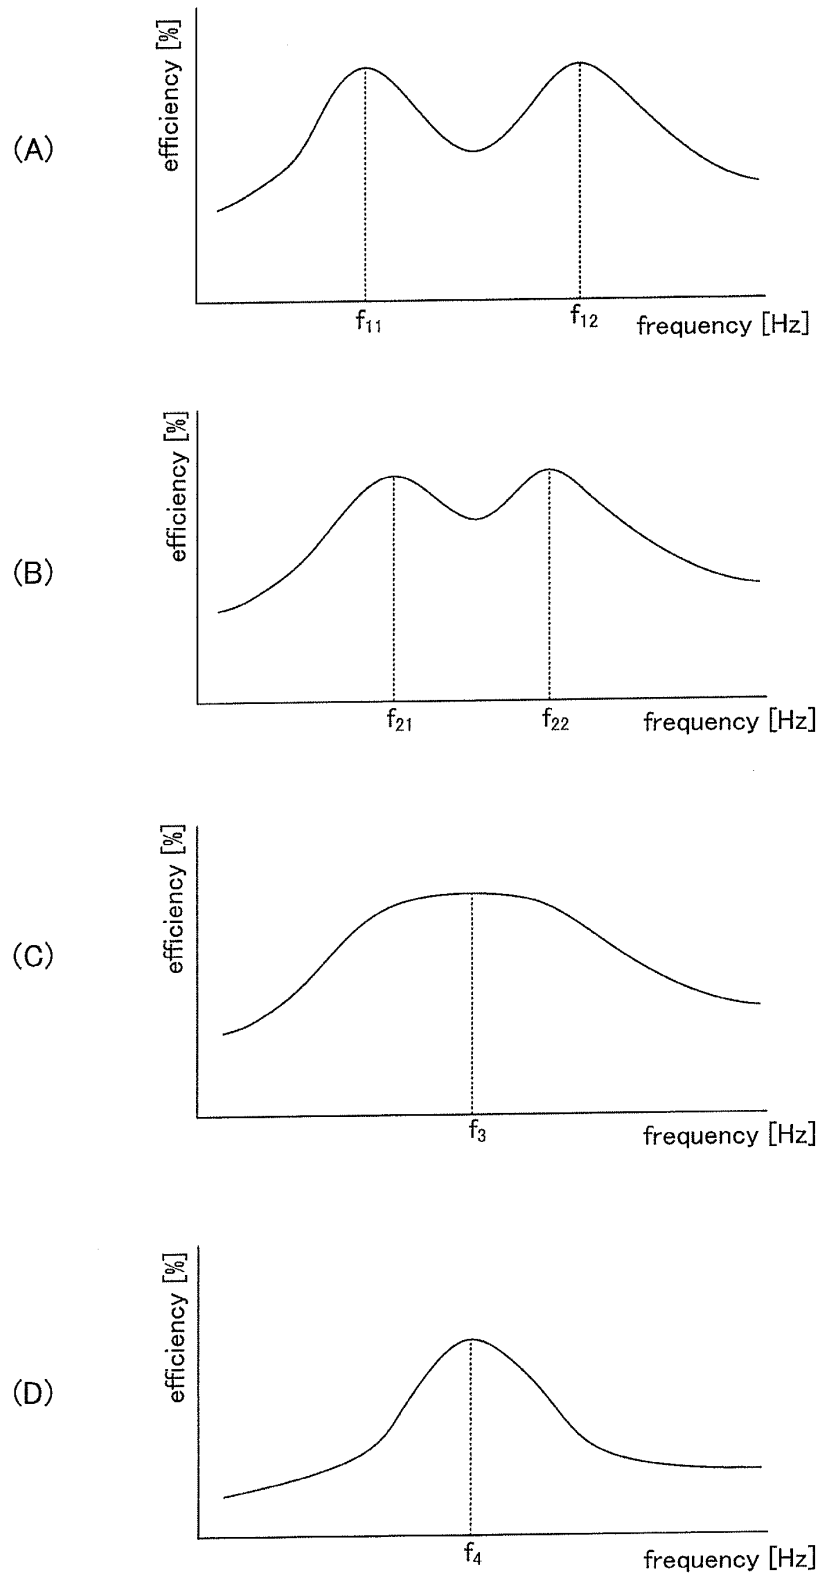 (A)
efficiency [%]
f11
f12
frequency [Hz]
(B)
efficiency [%]
f21
f22
frequency [Hz]
(C)
efficiency [%]
f3
frequency [Hz]
(D)
efficiency [%]
f4
frequency [Hz]